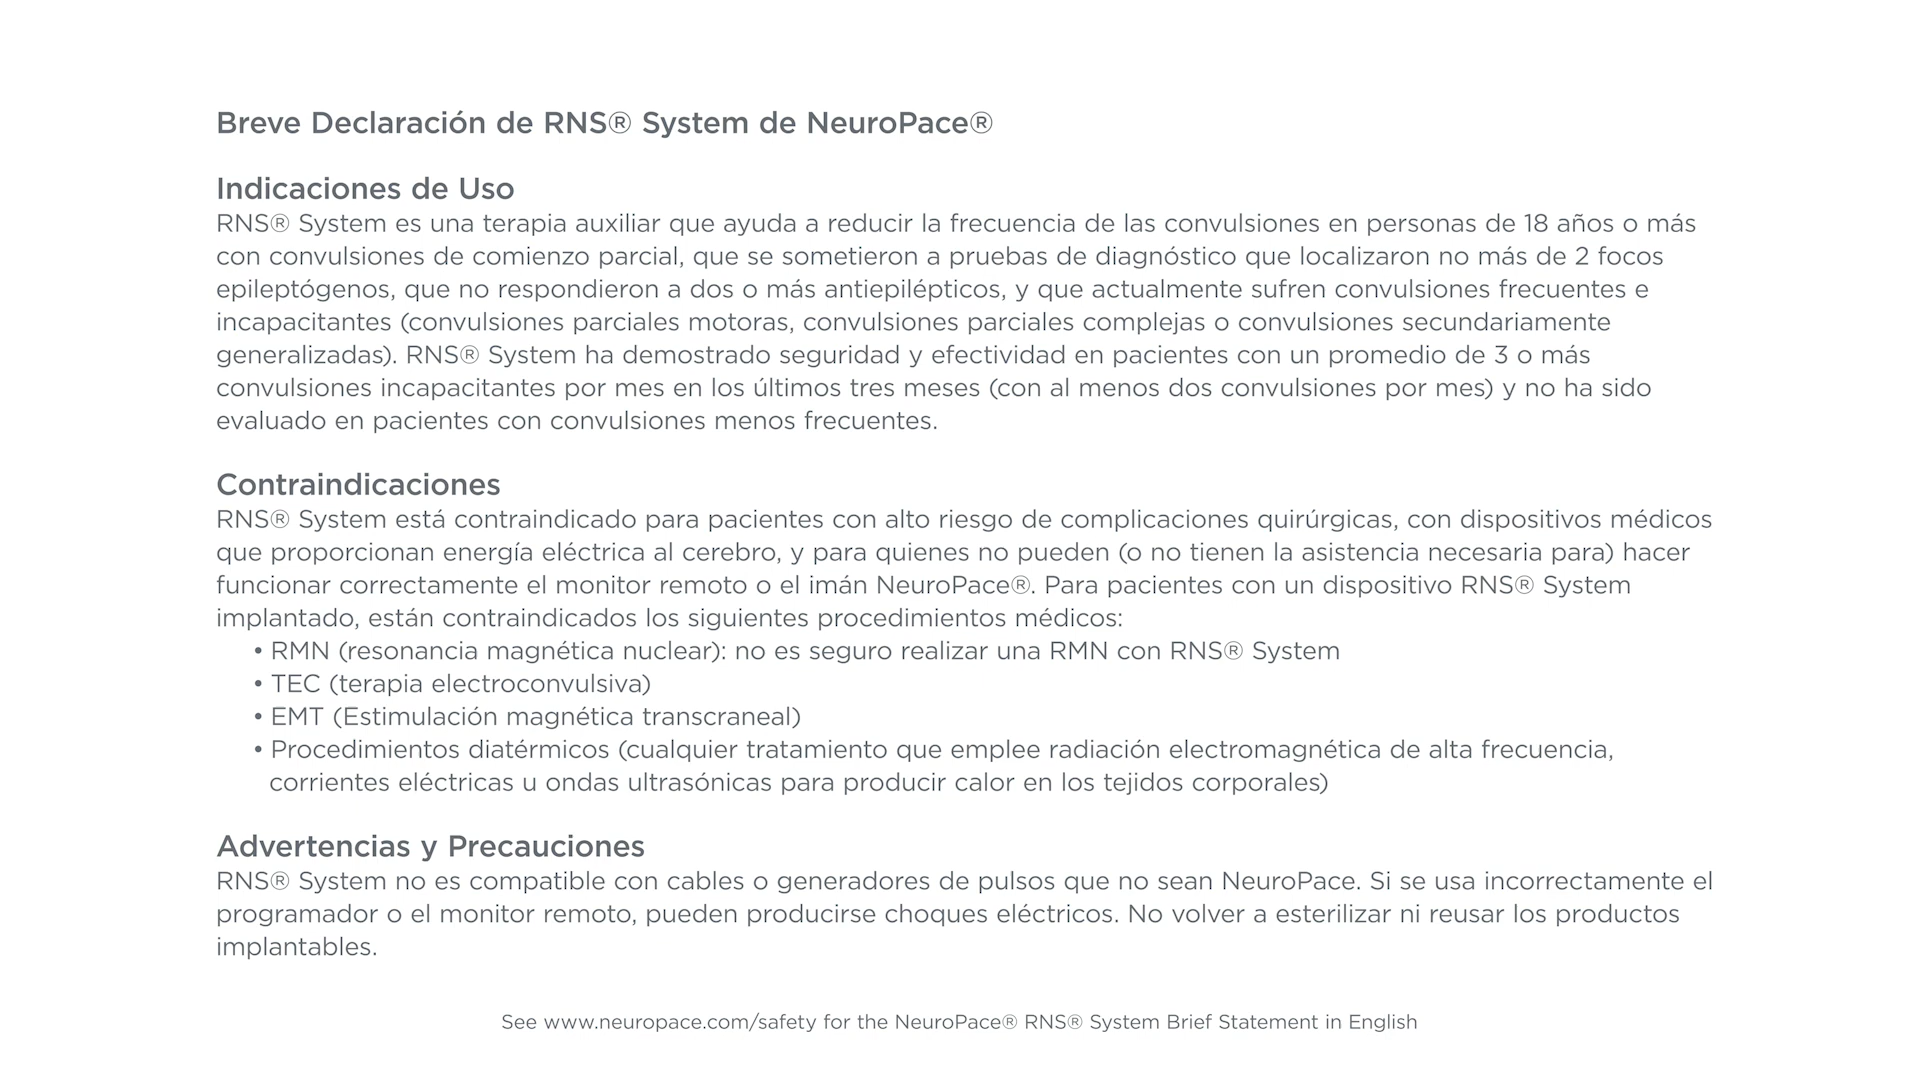 Breve Declaración de RNS® System de NeuroPace®
Indicaciones de Uso
RNS® System es una terapia auxiliar que ayuda a reducir la frecuencia de las convulsiones en personas de 18 años o más
con convulsiones de comienzo parcial, que se sometieron a pruebas de diagnóstico que localizaron no más de 2 focos
epileptógenos, que no respondieron a dos o más antiepilépticos, y que actualmente sufren convulsiones frecuentes e
incapacitantes (convulsiones parciales motoras, convulsiones parciales complejas o convulsiones secundariamente
generalizadas). RNS® System ha demostrado seguridad y efectividad en pacientes con un promedio de 3 o más
convulsiones incapacitantes por mes en los últimos tres meses (con al menos dos convulsiones por mes) y no ha sido
evaluado en pacientes con convulsiones menos frecuentes.
Contraindicaciones
RNS® System está contraindicado para pacientes con alto riesgo de complicaciones quirúrgicas, con dispositivos médicos
que proporcionan energía eléctrica al cerebro, y para quienes no pueden (o no tienen la asistencia necesaria para) hacer
funcionar correctamente el monitor remoto o el imán NeuroPace®. Para pacientes con un dispositivo RNS® System
implantado, están contraindicados los siguientes procedimientos médicos:
• RMN (resonancia magnética nuclear): no es seguro realizar una RMN con RNS® System
• TEC (terapia electroconvulsiva)
• EMT (Estimulación magnética transcraneal)
• Procedimientos diatérmicos (cualquier tratamiento que emplee radiación electromagnética de alta frecuencia,
corrientes eléctricas u ondas ultrasónicas para producir calor en los tejidos corporales)
Advertencias y Precauciones
RNS® System no es compatible con cables o generadores de pulsos que no sean NeuroPace. Si se usa incorrectamente el
programador o el monitor remoto, pueden producirse choques eléctricos. No volver a esterilizar ni reusar los productos
implantables.
See www.neuropace.com/safety for the NeuroPace® RNS® System Brief Statement in English